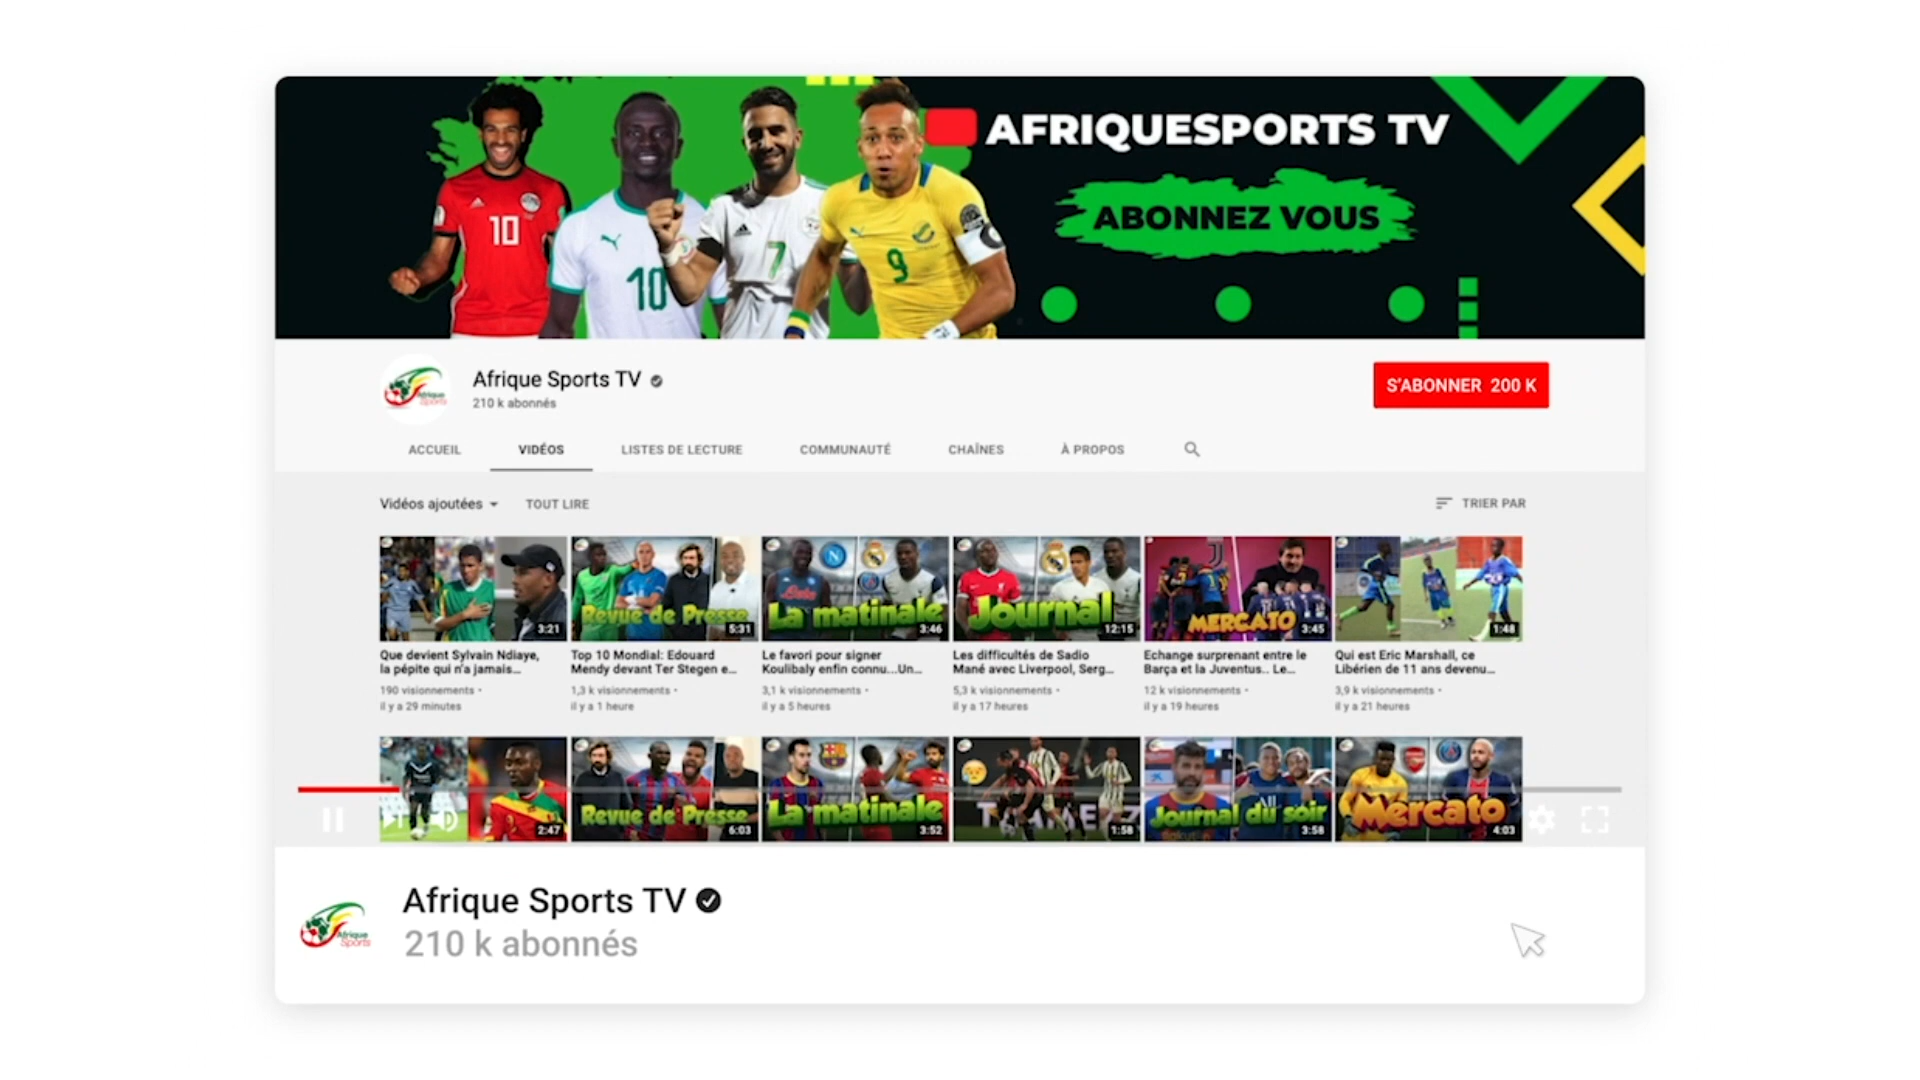 AFRIQUESPORTS TV
ABONNEZ VOUS
10
10
7
9
Afrique Sports TV
210 k abonnés
S'ABONNER 200 K
Afrique
Sports
ACCUEIL
VIDÉOS
LISTES DE LECTURE
COMMUNAUTÉ
CHAÎNES
À PROPOS
Vidéos ajoutées
TOUT LIRE
TRIER PAR
3:21
Revue de Presse
5:31
La matinale
3:46
Journal
12:15
MERCATO
3:45
1:48
Que devient Sylvain Ndiaye,
la pépite qui n'a jamais...
190 visionnements •
il y a 29 minutes
Top 10 Mondial: Edouard
Mendy devant Ter Stegen e...
1,3 k visionnements •
il y a 1 heure
Le favori pour signer
Koulibaly enfin connu...Un...
3,1 k visionnements •
il y a 5 heures
Les difficultés de Sadio
Mané avec Liverpool, Serg...
5,3 k visionnements •
il y a 17 heures
Echange surprenant entre le
Barça et la Juventus.. Le...
12 k visionnements •
il y a 19 heures
Qui est Eric Marshall, ce
Libérien de 11 ans devenu...
3,9 k visionnements •
il y a 21 heures
2:47
Revue de Presse
6:03
La matinale
3:52
1:58
Journal du soir
3:58
Mercato
4:03
Afrique Sports TV
210 k abonnés
Afrique
Sports